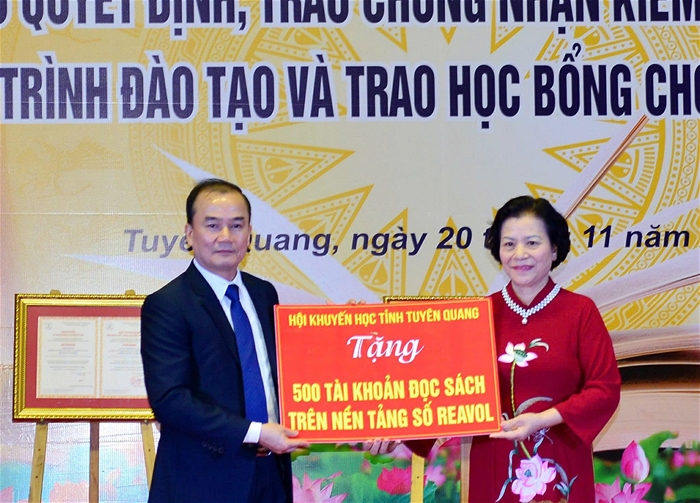 QUYẾT ĐỊNH, TRAO CHỨNG NHẬN KIỂM
TRÌNH ĐÀO TẠO VÀ TRAO HỌC BỔNG CHO
Tuyên Quang, ngày 20 11 năm
HỘI KHUYẾN HỌC TỈNH TUYÊN QUANG
Tặng
500 TÀI KHOẢN ĐỌC SÁCH
TRÊN NỀN TẢNG SỐ REAVOL